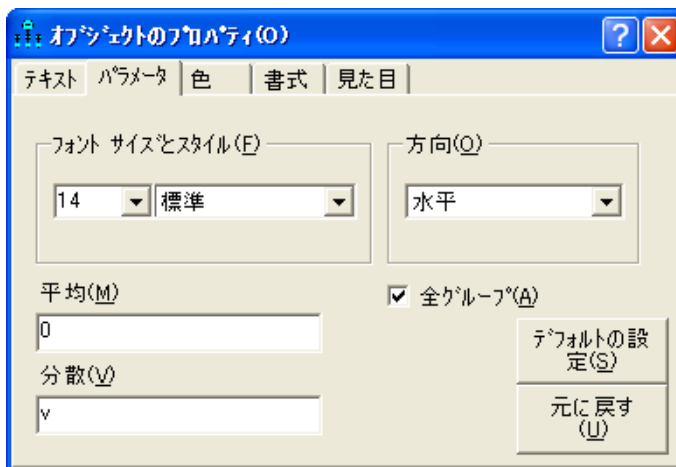 ｵﾌﾞｼﾞｪｸﾄのﾌﾟﾛﾊﾟﾃｨ(O)
テキスト ﾊﾟﾗﾒｰﾀ 色 書式 見た目
フォント サイズとスタイル(F) 方向(O)
14 標準 水平
平均(M) 全グループ(A)
0
デフォルトの設
定(S)
分散(V)
v
元に戻す
(U)